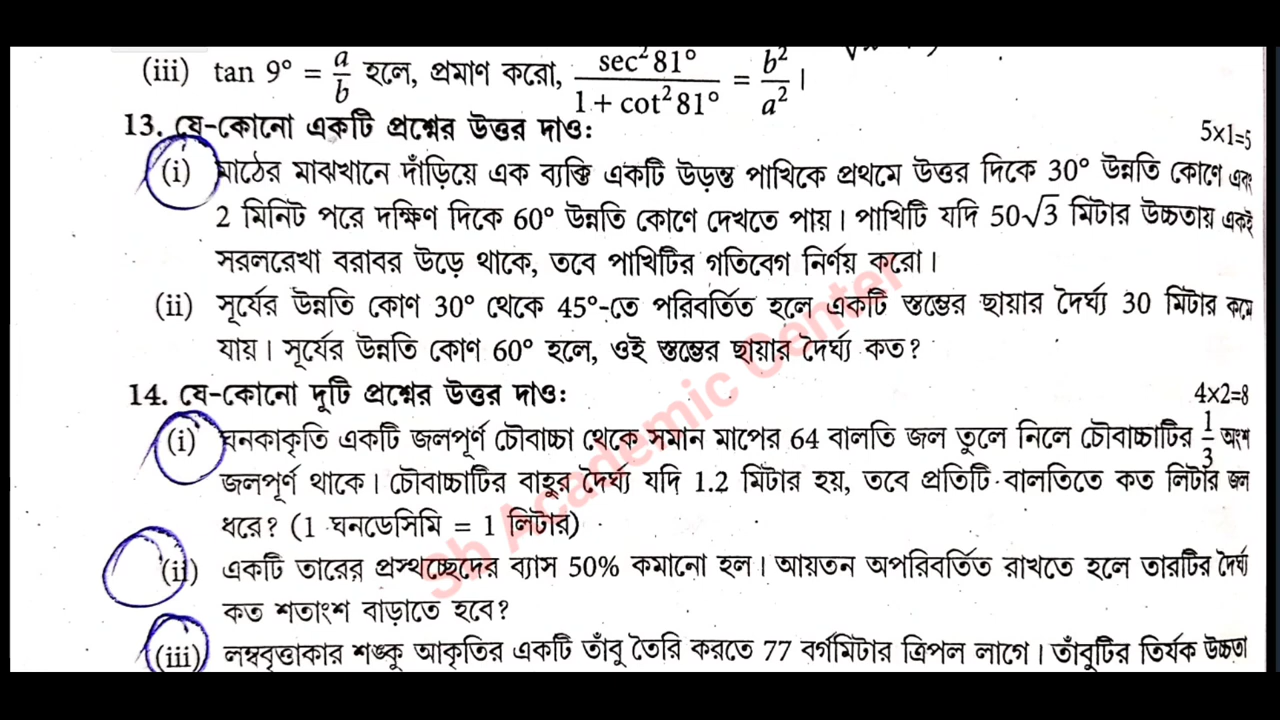 (iii) tan 9° = a/b হলে, প্রমাণ করো, sec²81°/1 + cot²81° = b²/a² ।
13. যে-কোনো একটি প্রশ্নের উত্তর দাও: 5×1=5
(i) মাঠের মাঝখানে দাঁড়িয়ে এক ব্যক্তি একটি উড়ন্ত পাখিকে প্রথমে উত্তর দিকে 30° উন্নতি কোণে এবং
2 মিনিট পরে দক্ষিণ দিকে 60° উন্নতি কোণে দেখতে পায়। পাখিটি যদি 50√3 মিটার উচ্চতায় একই
সরলরেখা বরাবর উড়ে থাকে, তবে পাখিটির গতিবেগ নির্ণয় করো।
(ii) সূর্যের উন্নতি কোণ 30° থেকে 45°-তে পরিবর্তিত হলে একটি স্তম্ভের ছায়ার দৈর্ঘ্য 30 মিটার কমে
যায়। সূর্যের উন্নতি কোণ 60° হলে, ওই স্তম্ভের ছায়ার দৈর্ঘ্য কত?
14. যে-কোনো দুটি প্রশ্নের উত্তর দাও: 4×2=8
(i) ঘনকাকৃতি একটি জলপূর্ণ চৌবাচ্চা থেকে সমান মাপের 64 বালতি জল তুলে নিলে চৌবাচ্চাটির 1/3 অংশ
জলপূর্ণ থাকে। চৌবাচ্চাটির বাহুর দৈর্ঘ্য যদি 1.2 মিটার হয়, তবে প্রতিটি বালতিতে কত লিটার জল
ধরে? (1 ঘনডেসিমি = 1 লিটার)
(ii) একটি তারের প্রস্থচ্ছেদের ব্যাস 50% কমানো হল। আয়তন অপরিবর্তিত রাখতে হলে তারটির দৈর্ঘ্য
কত শতাংশ বাড়াতে হবে?
(iii) লম্ববৃত্তাকার শঙ্কু আকৃতির একটি তাঁবু তৈরি করতে 77 বর্গমিটার ত্রিপল লাগে। তাঁবুটির তির্যক উচ্চতা
Sh Academic Center